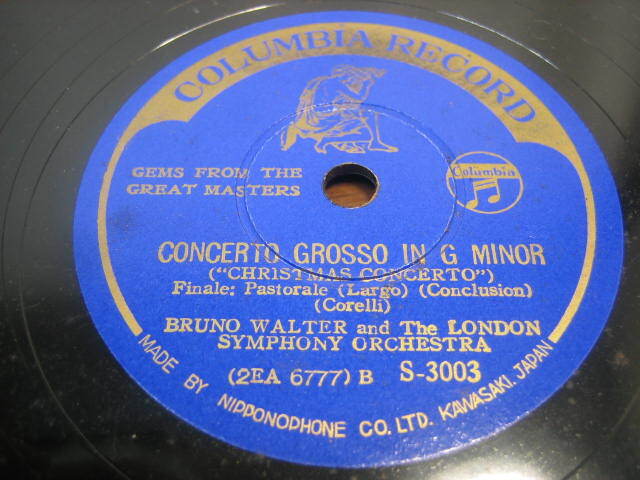 COLUMBIA RECORD
GEMS FROM THE
GREAT MASTERS
Columbia
CONCERTO GROSSO IN G MINOR
("CHRISTMAS CONCERTO")
Finale: Pastorale (Largo) (Conclusion)
(Corelli)
BRUNO WALTER and The LONDON
SYMPHONY ORCHESTRA
(2EA 6777) B S-3003
MADE BY NIPPONOPHONE CO. LTD. KAWASAKI. JAPAN